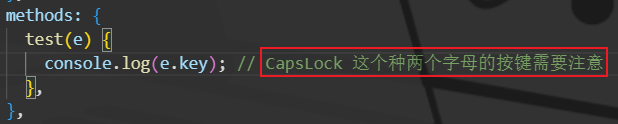 methods: {
test(e) {
console.log(e.key); // CapsLock 这个种两个字母的按键需要注意
},
},